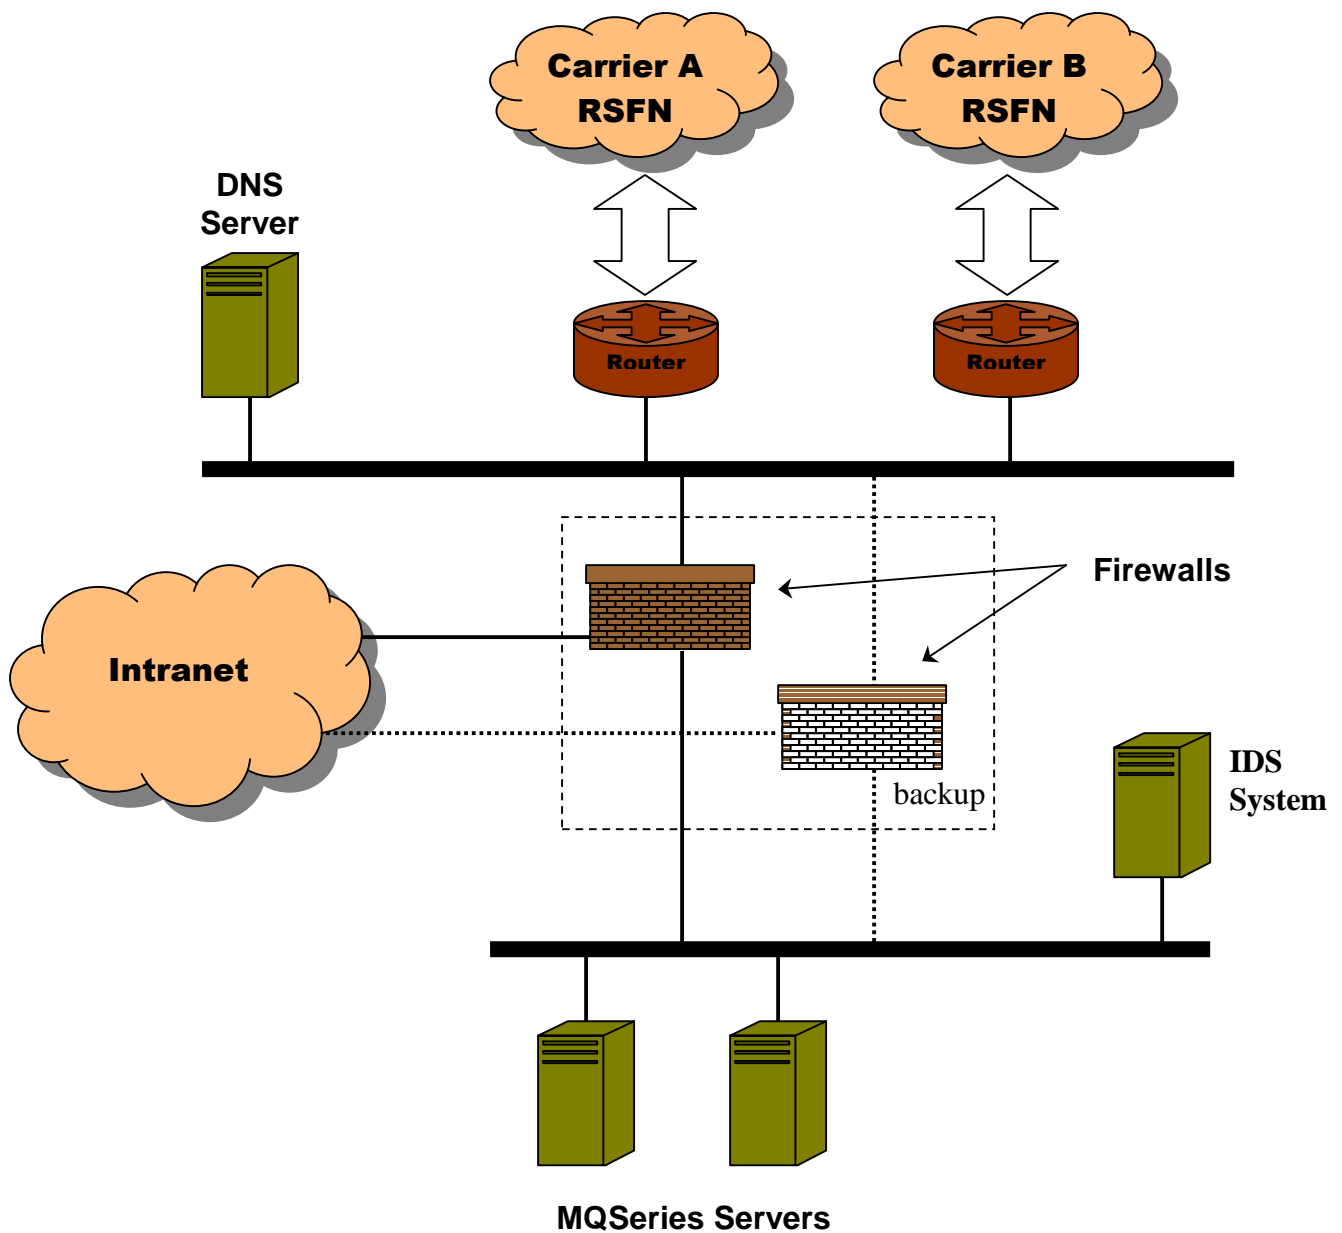 Carrier A
RSFN
Carrier B
RSFN
DNS
Server
Router
Router
Firewalls
Intranet
backup
IDS
System
MQSeries Servers